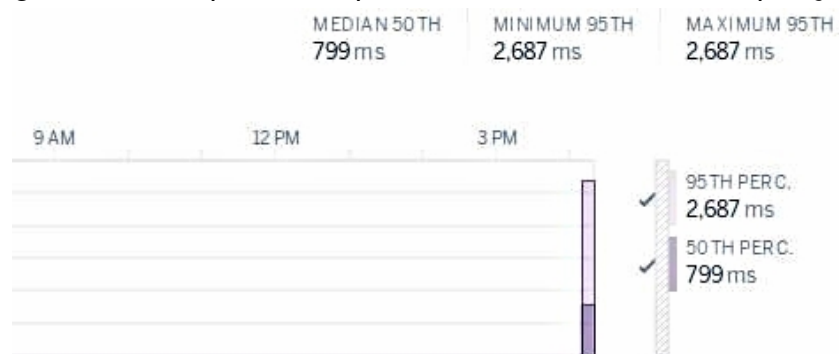 MEDIAN 50TH MINIMUM 95TH MAXIMUM 95TH
799 ms 2,687 ms 2,687 ms
9 AM 12 PM 3 PM
95TH PERC.
2,687 ms
50TH PERC.
799 ms